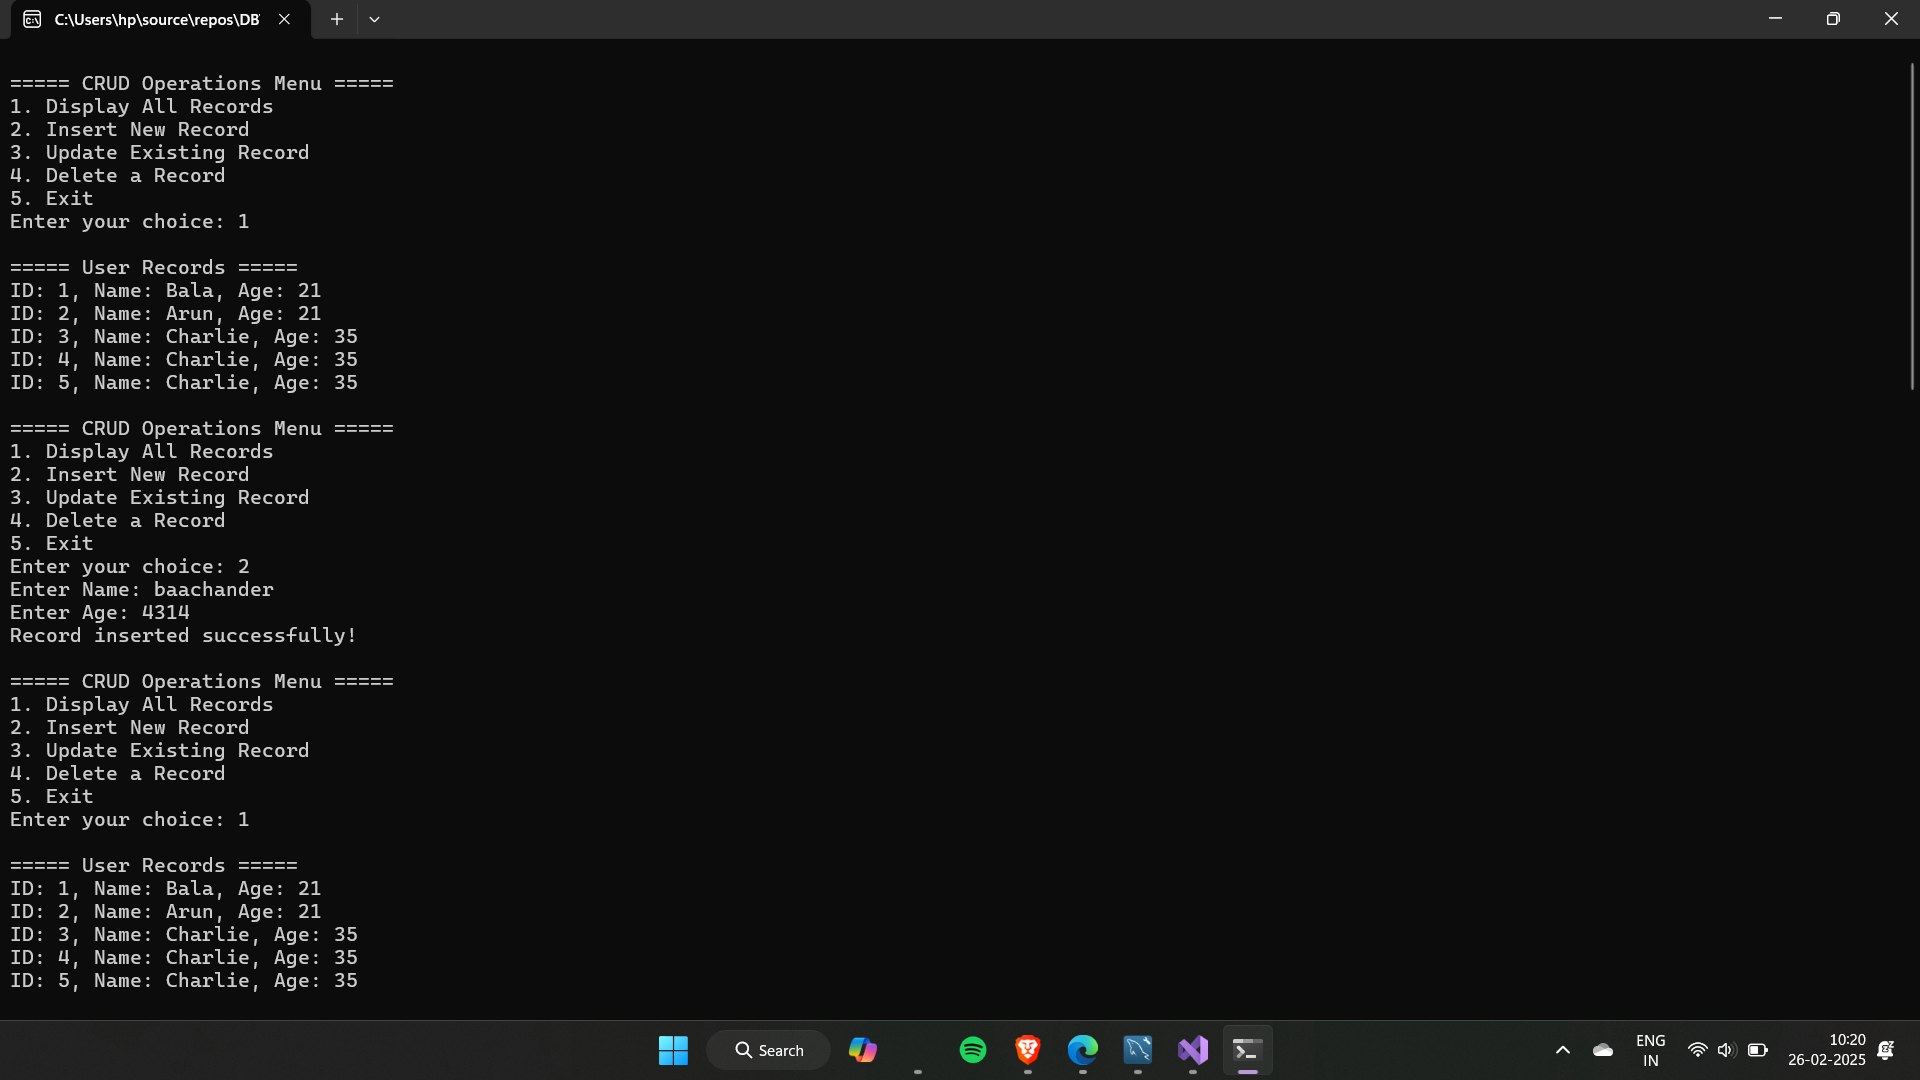 C:\Users\hp\source\repos\DB
===== CRUD Operations Menu =====
1. Display All Records
2. Insert New Record
3. Update Existing Record
4. Delete a Record
5. Exit
Enter your choice: 1
===== User Records =====
ID: 1, Name: Bala, Age: 21
ID: 2, Name: Arun, Age: 21
ID: 3, Name: Charlie, Age: 35
ID: 4, Name: Charlie, Age: 35
ID: 5, Name: Charlie, Age: 35
===== CRUD Operations Menu =====
1. Display All Records
2. Insert New Record
3. Update Existing Record
4. Delete a Record
5. Exit
Enter your choice: 2
Enter Name: baachander
Enter Age: 4314
Record inserted successfully!
===== CRUD Operations Menu =====
1. Display All Records
2. Insert New Record
3. Update Existing Record
4. Delete a Record
5. Exit
Enter your choice: 1
===== User Records =====
ID: 1, Name: Bala, Age: 21
ID: 2, Name: Arun, Age: 21
ID: 3, Name: Charlie, Age: 35
ID: 4, Name: Charlie, Age: 35
ID: 5, Name: Charlie, Age: 35
Search
ENG
IN
10:20
26-02-2025